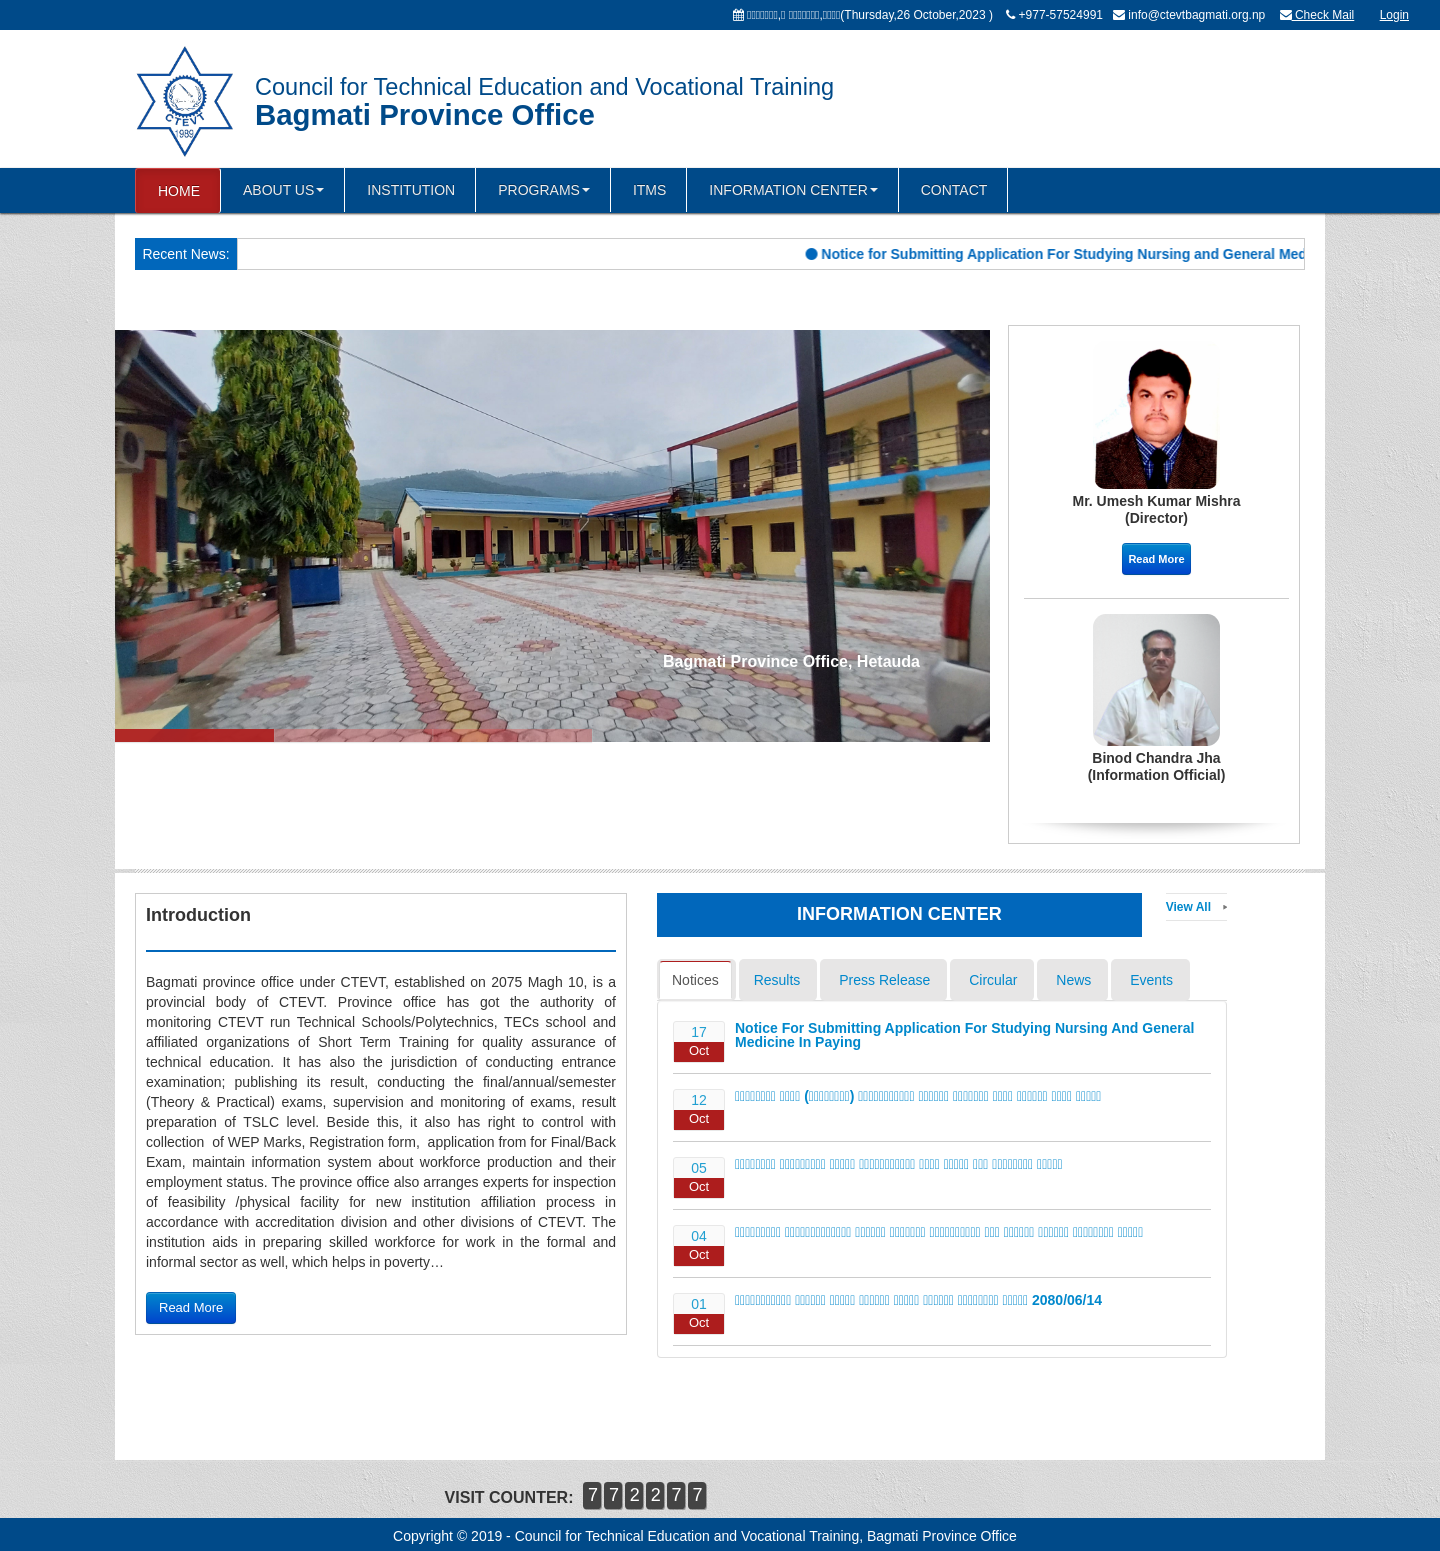 (Thursday,26 October,2023 ) +977-57524991 info@ctevtbagmati.org.np Check Mail Login
CTEVT
1989
Council for Technical Education and Vocational Training
Bagmati Province Office
HOME ABOUT US INSTITUTION PROGRAMS ITMS INFORMATION CENTER CONTACT
Recent News: Notice for Submitting Application For Studying Nursing and General Med
Bagmati Province Office, Hetauda
Mr. Umesh Kumar Mishra
(Director)
Read More
Binod Chandra Jha
(Information Official)
Introduction
Bagmati province office under CTEVT, established on 2075 Magh 10, is a
provincial body of CTEVT. Province office has got the authority of
monitoring CTEVT run Technical Schools/Polytechnics, TECs school and
affiliated organizations of Short Term Training for quality assurance of
technical education. It has also the jurisdiction of conducting entrance
examination; publishing its result, conducting the final/annual/semester
(Theory & Practical) exams, supervision and monitoring of exams, result
preparation of TSLC level. Beside this, it also has right to control with
collection of WEP Marks, Registration form, application from for Final/Back
Exam, maintain information system about workforce production and their
employment status. The province office also arranges experts for inspection
of feasibility /physical facility for new institution affiliation process in
accordance with accreditation division and other divisions of CTEVT. The
institution aids in preparing skilled workforce for work in the formal and
informal sector as well, which helps in poverty…
Read More
INFORMATION CENTER
View All
Notices Results Press Release Circular News Events
17
Oct
Notice For Submitting Application For Studying Nursing And General
Medicine In Paying
12
Oct
05
Oct
04
Oct
01
Oct
2080/06/14
VISIT COUNTER: 7 7 2 2 7 7
Copyright © 2019 - Council for Technical Education and Vocational Training, Bagmati Province Office